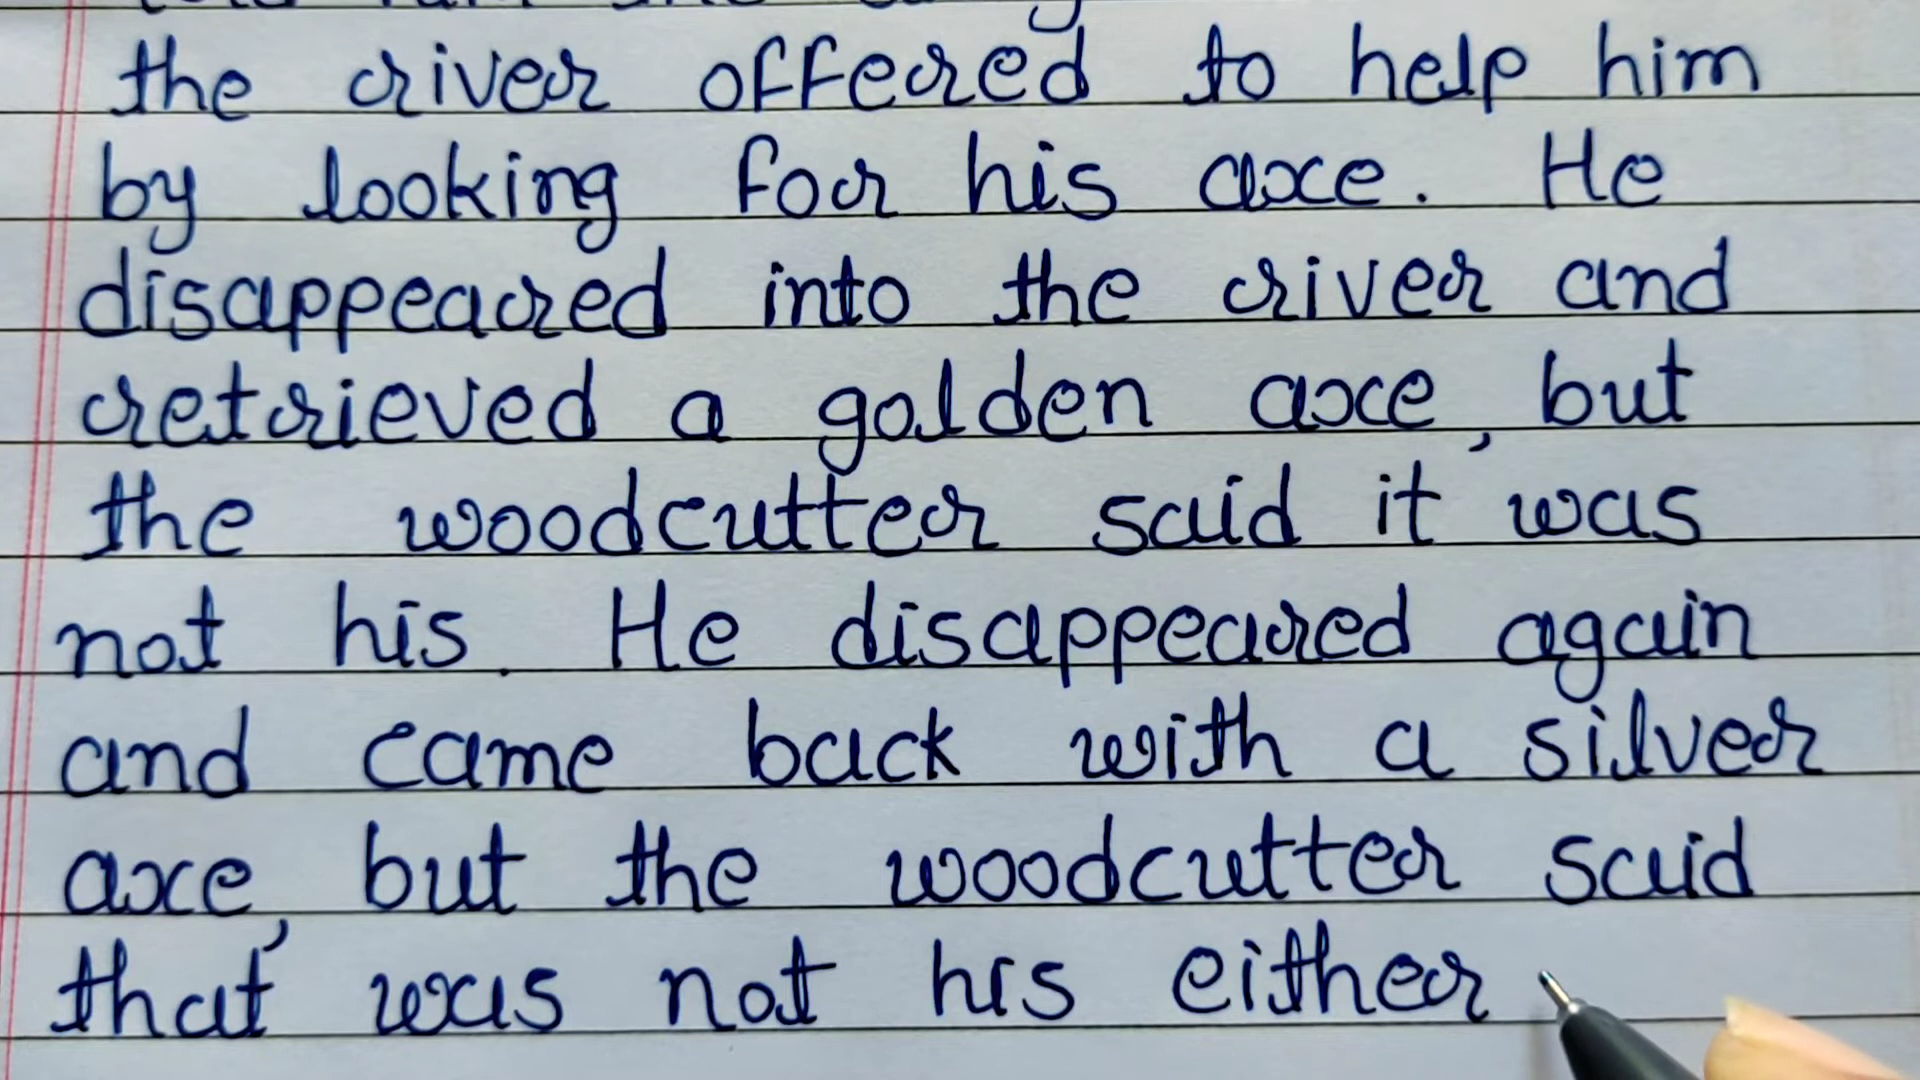 the river offered to help him
by looking for his axe. He
disappeared into the river and
retrieved a golden axe, but
the woodcutter said it was
not his. He disappeared again
and came back with a silver
axe, but the woodcutter said
that was not his either